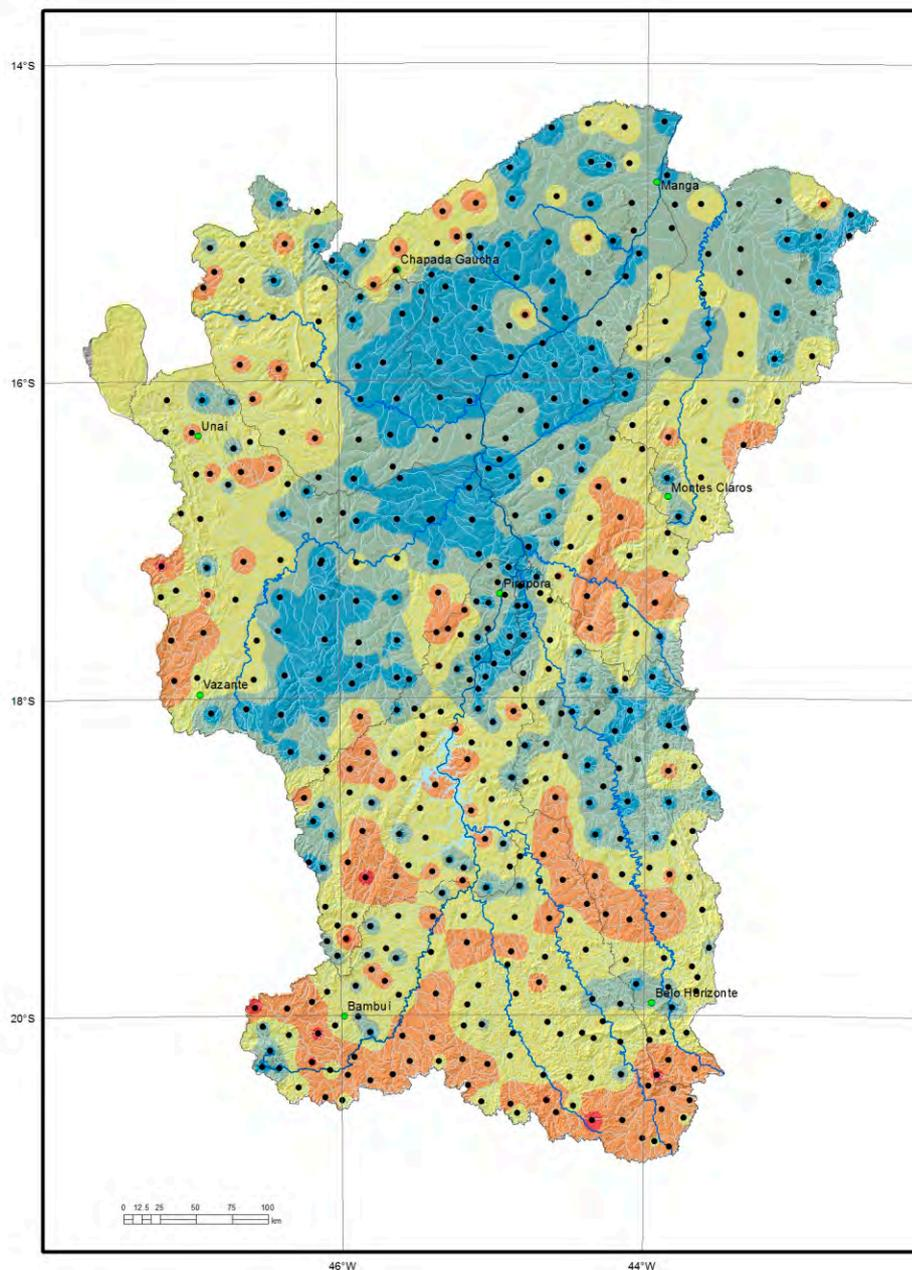 14°S
Manga
Chapada Gaucha
16°S
Unaí
Montes Claros
Pirapora
18°S
Vazante
Belo Horizonte
Bambuí
20°S
0 12.5 25 50 75 100
km
46°W 44°W